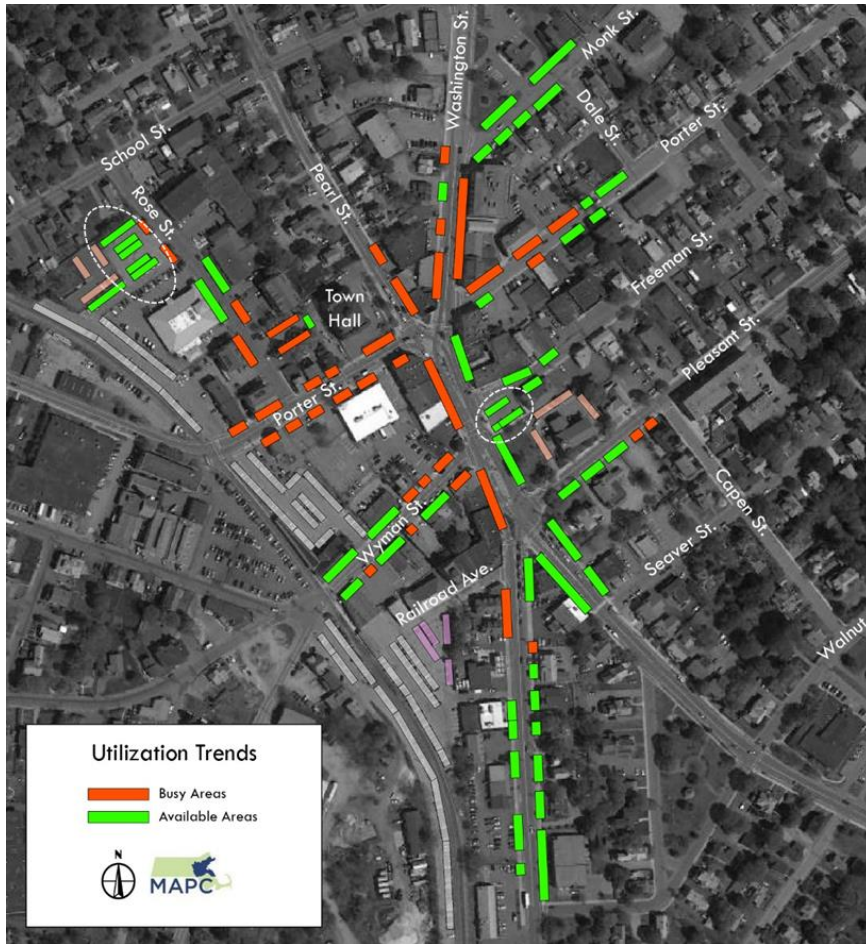 Monk St.
Washington St.
Dale St.
Porter St.
School St.
Pearl St.
Rose St.
Freeman St.
Town
Hall
Pleasant St.
Porter St.
Capen St.
Wyman St.
Seaver St.
Railroad Ave.
Walnut
Utilization Trends
Busy Areas
Available Areas
N
MAPC